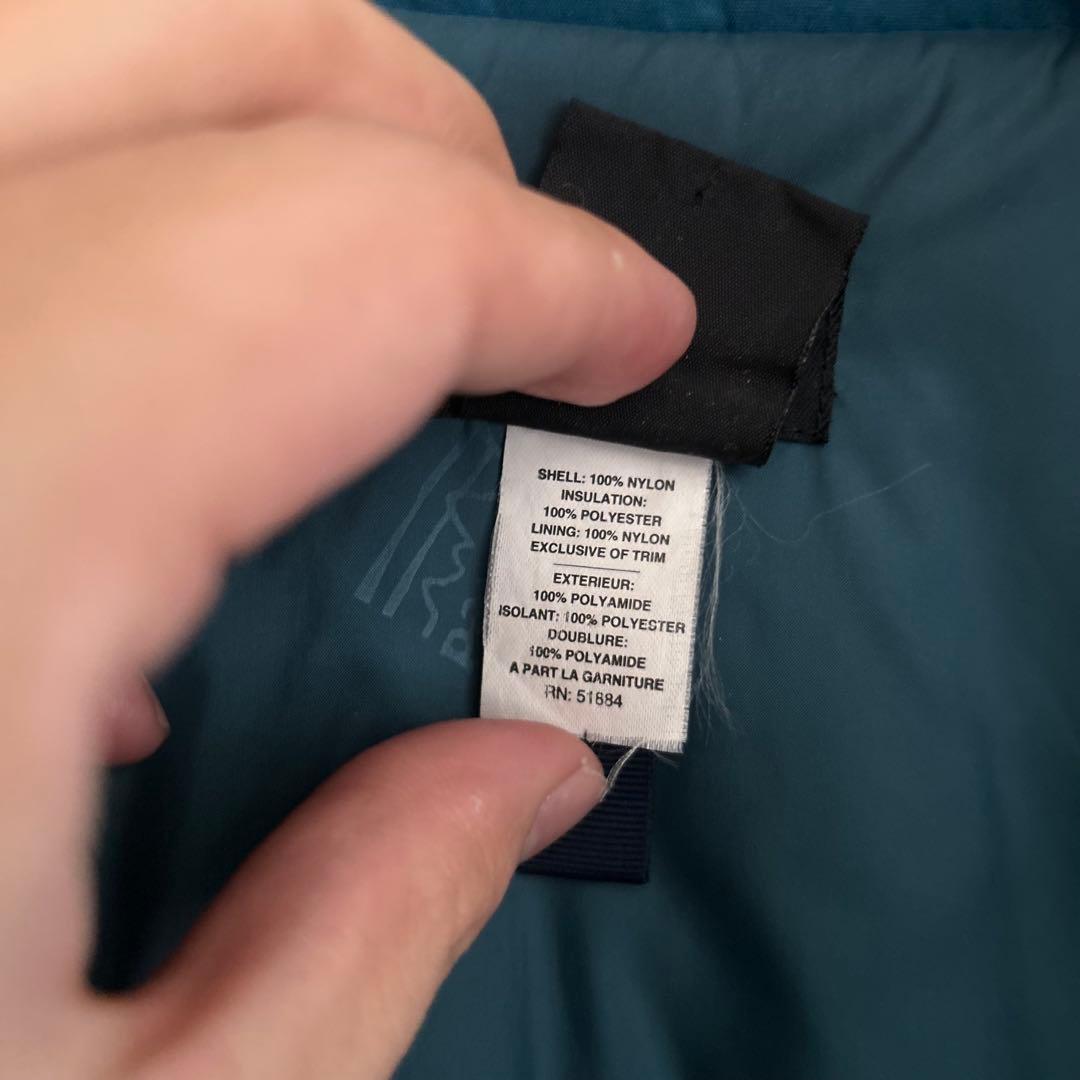 SHELL: 100% NYLON
INSULATION:
100% POLYESTER
LINING: 100% NYLON
EXCLUSIVE OF TRIM
EXTERIEUR:
100% POLYAMIDE
ISOLANT: 100% POLYESTER
DOUBLURE:
100% POLYAMIDE
A PART LA GARNITURE
RN: 51884